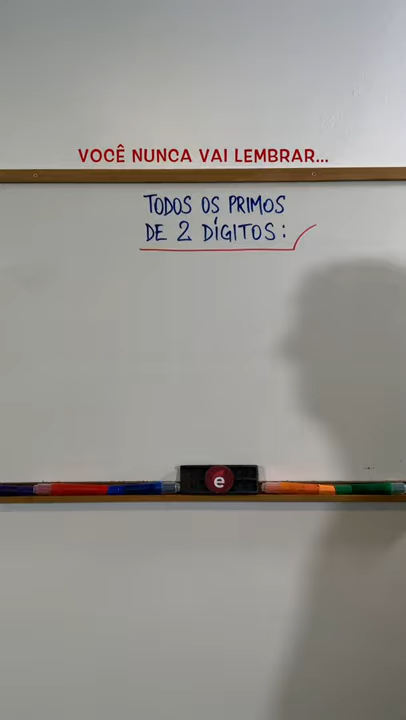 VOCÊ NUNCA VAI LEMBRAR...
TODOS OS PRIMOS
DE 2 DÍGITOS:
e